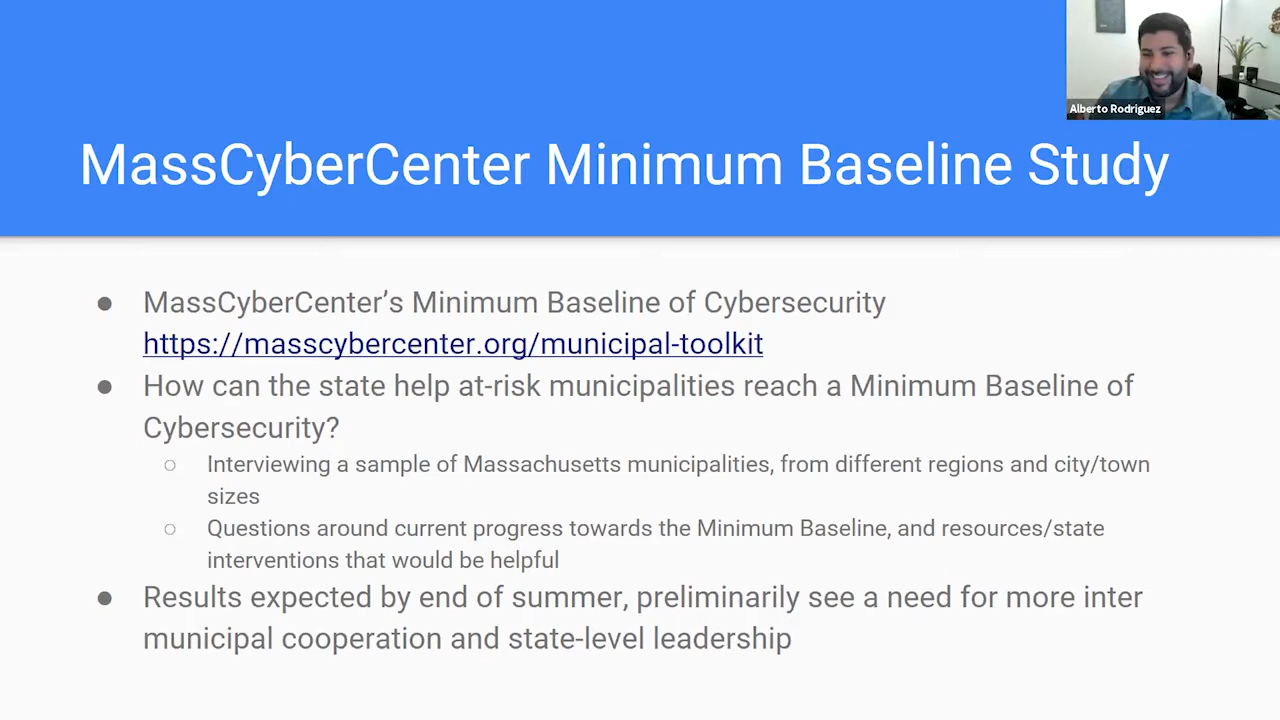 Alberto Rodriguez
MassCyberCenter Minimum Baseline Study
● MassCyberCenter’s Minimum Baseline of Cybersecurity
https://masscybercenter.org/municipal-toolkit
● How can the state help at-risk municipalities reach a Minimum Baseline of
Cybersecurity?
○ Interviewing a sample of Massachusetts municipalities, from different regions and city/town
sizes
○ Questions around current progress towards the Minimum Baseline, and resources/state
interventions that would be helpful
● Results expected by end of summer, preliminarily see a need for more inter
municipal cooperation and state-level leadership